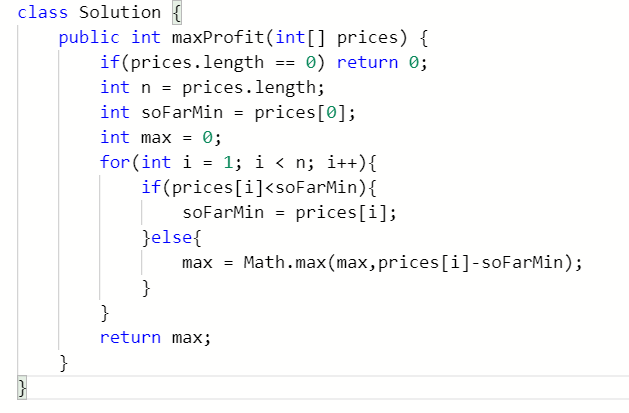 class Solution {
    public int maxProfit(int[] prices) {
        if(prices.length == 0) return 0;
        int n = prices.length;
        int soFarMin = prices[0];
        int max = 0;
        for(int i = 1; i < n; i++){
            if(prices[i]<soFarMin){
                soFarMin = prices[i];
            }else{
                max = Math.max(max,prices[i]-soFarMin);
            }
        }
        return max;
    }
}